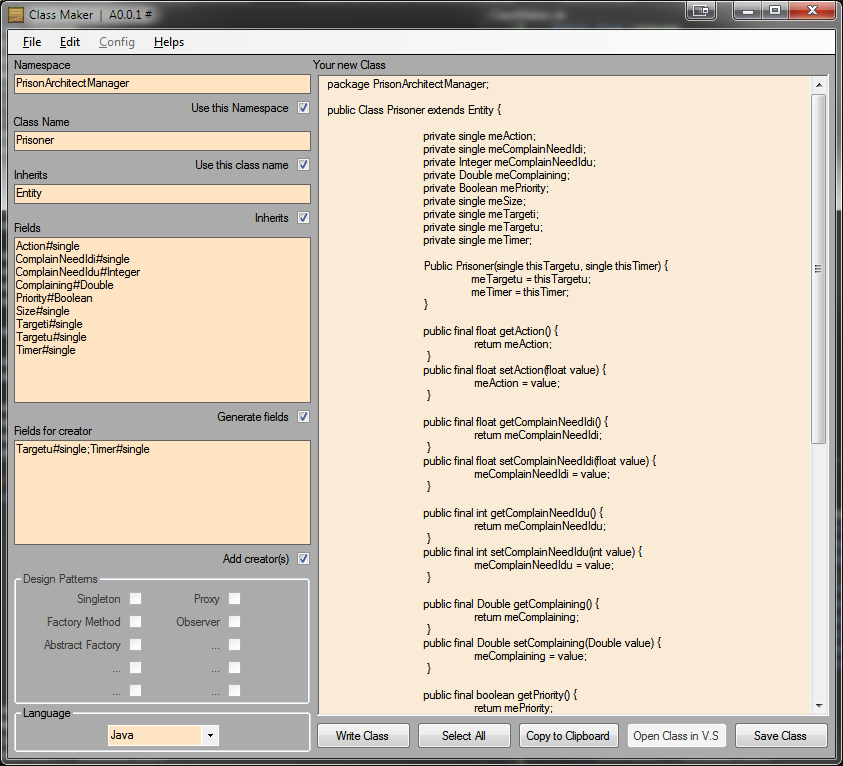 Class Maker | A0.0.1 #
File Edit Config Helps
Namespace
PrisonArchitectManager
Use this Namespace
Class Name
Prisoner
Use this class name
Inherits
Entity
Inherits
Fields
Action#single
ComplainNeedIdi#single
ComplainNeedIdu#Integer
Complaining#Double
Priority#Boolean
Size#single
Targeti#single
Targetu#single
Timer#single
Generate fields
Fields for creator
Targetu#single;Timer#single
Add creator(s)
Design Patterns
Singleton Proxy
Factory Method Observer
Abstract Factory ...
... ...
... ...
Language
Java
Your new Class
package PrisonArchitectManager;
public Class Prisoner extends Entity {
private single meAction;
private single meComplainNeedIdi;
private Integer meComplainNeedIdu;
private Double meComplaining;
private Boolean mePriority;
private single meSize;
private single meTargeti;
private single meTargetu;
private single meTimer;
Public Prisoner(single thisTargetu, single thisTimer) {
meTargetu = thisTargetu;
meTimer = thisTimer;
}
public final float getAction() {
return meAction;
}
public final float setAction(float value) {
meAction = value;
}
public final float getComplainNeedIdi() {
return meComplainNeedIdi;
}
public final float setComplainNeedIdi(float value) {
meComplainNeedIdi = value;
}
public final int getComplainNeedIdu() {
return meComplainNeedIdu;
}
public final int setComplainNeedIdu(int value) {
meComplainNeedIdu = value;
}
public final Double getComplaining() {
return meComplaining;
}
public final Double setComplaining(Double value) {
meComplaining = value;
}
public final boolean getPriority() {
return mePriority;
Write Class Select All Copy to Clipboard Open Class in V.S Save Class